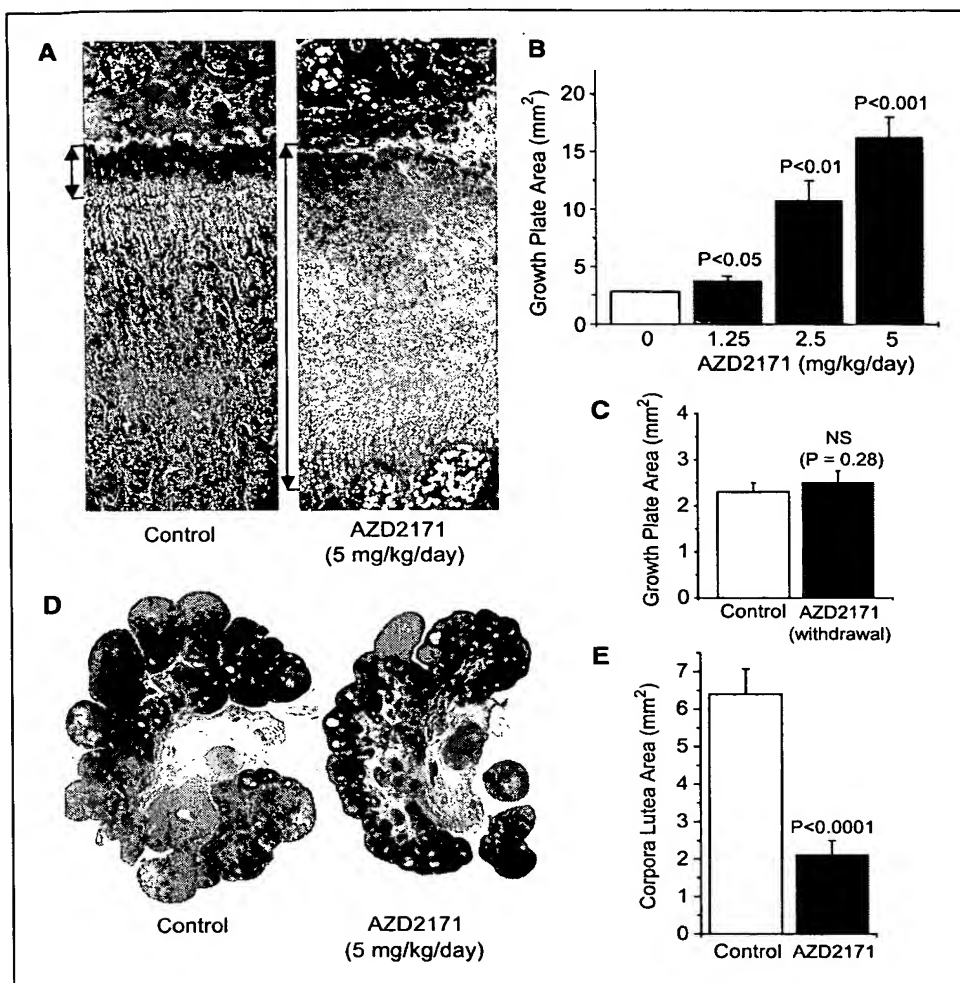 A
Control
AZD2171
(5 mg/kg/day)
B
Growth Plate Area (mm²)
20
15
10
5
0
P<0.05
P<0.01
P<0.001
0 1.25 2.5 5
AZD2171 (mg/kg/day)
C
Growth Plate Area (mm²)
4
3
2
1
0
NS
(P = 0.28)
Control AZD2171
(withdrawal)
D
Control
AZD2171
(5 mg/kg/day)
E
Corpora Lutea Area (mm²)
7
6
5
4
3
2
1
0
P<0.0001
Control AZD2171